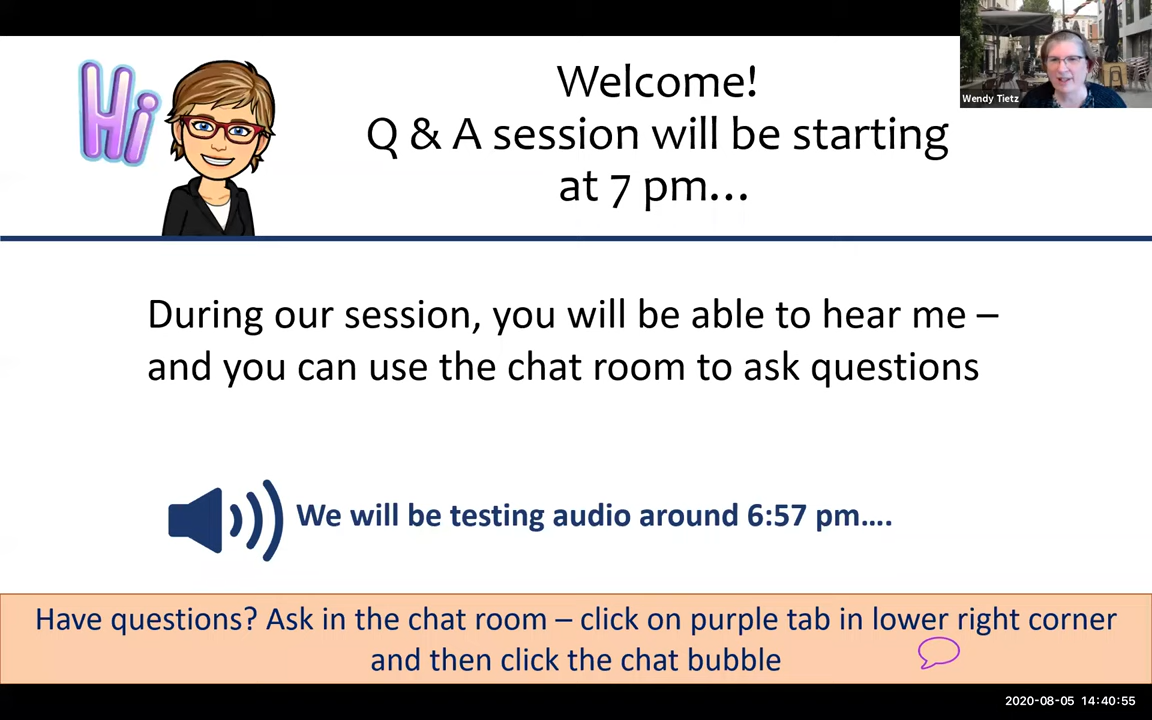 Hi
Welcome!
Q & A session will be starting
at 7 pm…
Wendy Tietz
During our session, you will be able to hear me –
and you can use the chat room to ask questions
We will be testing audio around 6:57 pm….
Have questions? Ask in the chat room – click on purple tab in lower right corner
and then click the chat bubble
2020-08-05 14:40:55